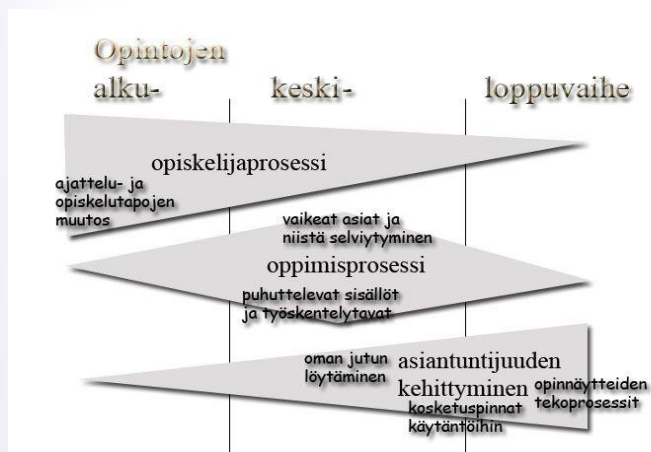 Opintojen
alku-
keski-
loppuvaihe
opiskelijaprosessi
ajattelu- ja
opiskelutapojen
muutos
vaikeat asiat ja
niistä selviytyminen
oppimisprosessi
puhuttelevat sisällöt
ja työskentelytavat
oman jutun
löytäminen
asiantuntijuuden
kehittyminen
kosketuspinnat
käytäntöihin
opinnäytteiden
tekoprosessit